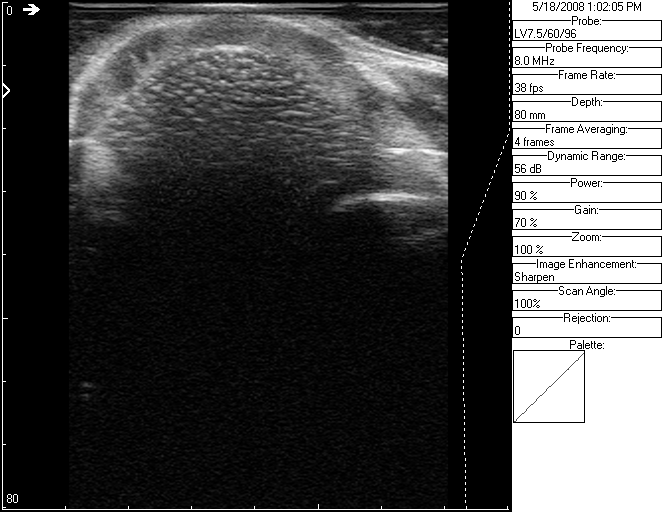 0
80
5/18/2008 1:02:05 PM
Probe:
LV7.5/60/96
Probe Frequency:
8.0 MHz
Frame Rate:
38 fps
Depth:
80 mm
Frame Averaging:
4 frames
Dynamic Range:
56 dB
Power:
90 %
Gain:
70 %
Zoom:
100 %
Image Enhancement:
Sharpen
Scan Angle:
100%
Rejection:
0
Palette: